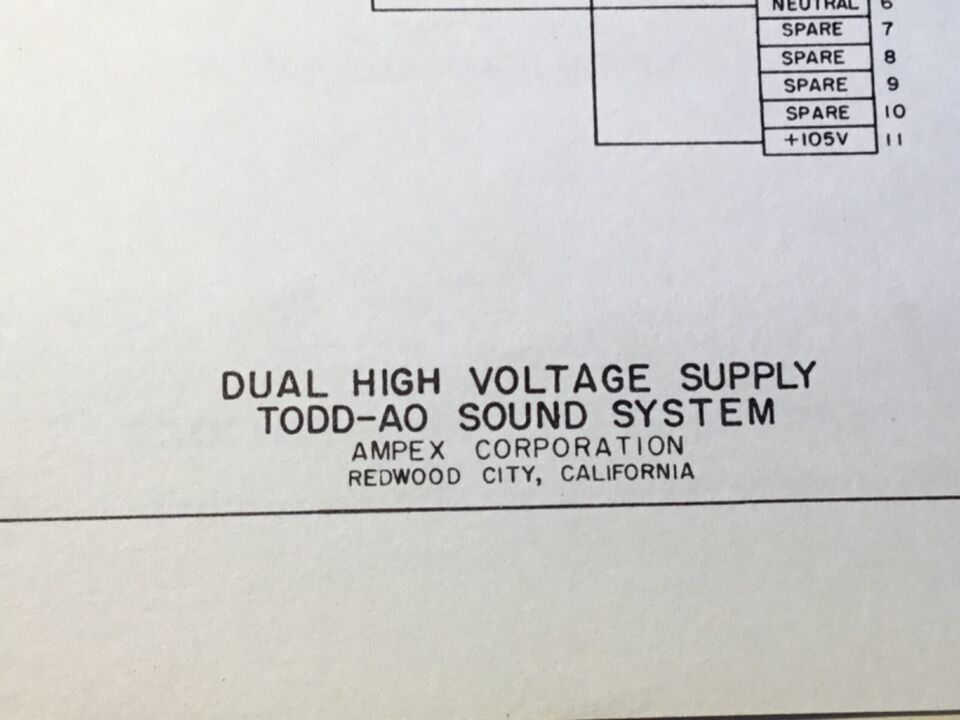 NEUTRAL 6
SPARE 7
SPARE 8
SPARE 9
SPARE 10
+105V 11
DUAL HIGH VOLTAGE SUPPLY
TODD-AO SOUND SYSTEM
AMPEX CORPORATION
REDWOOD CITY, CALIFORNIA